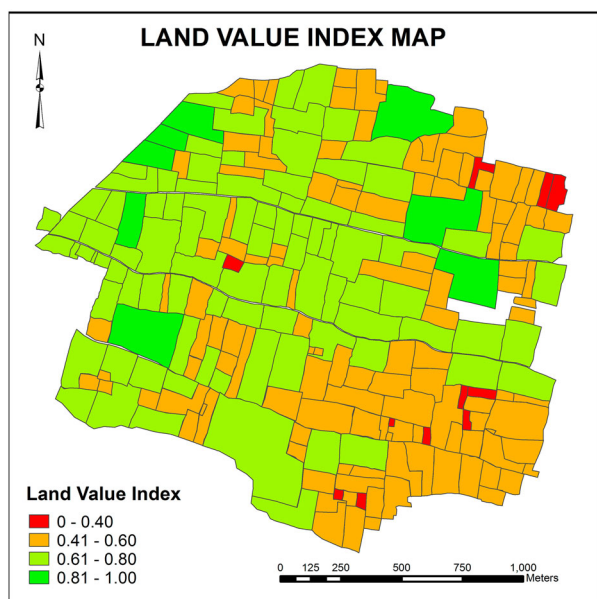 LAND VALUE INDEX MAP
N
Land Value Index
0 - 0.40
0.41 - 0.60
0.61 - 0.80
0.81 - 1.00
0 125 250 500 750 1,000
Meters